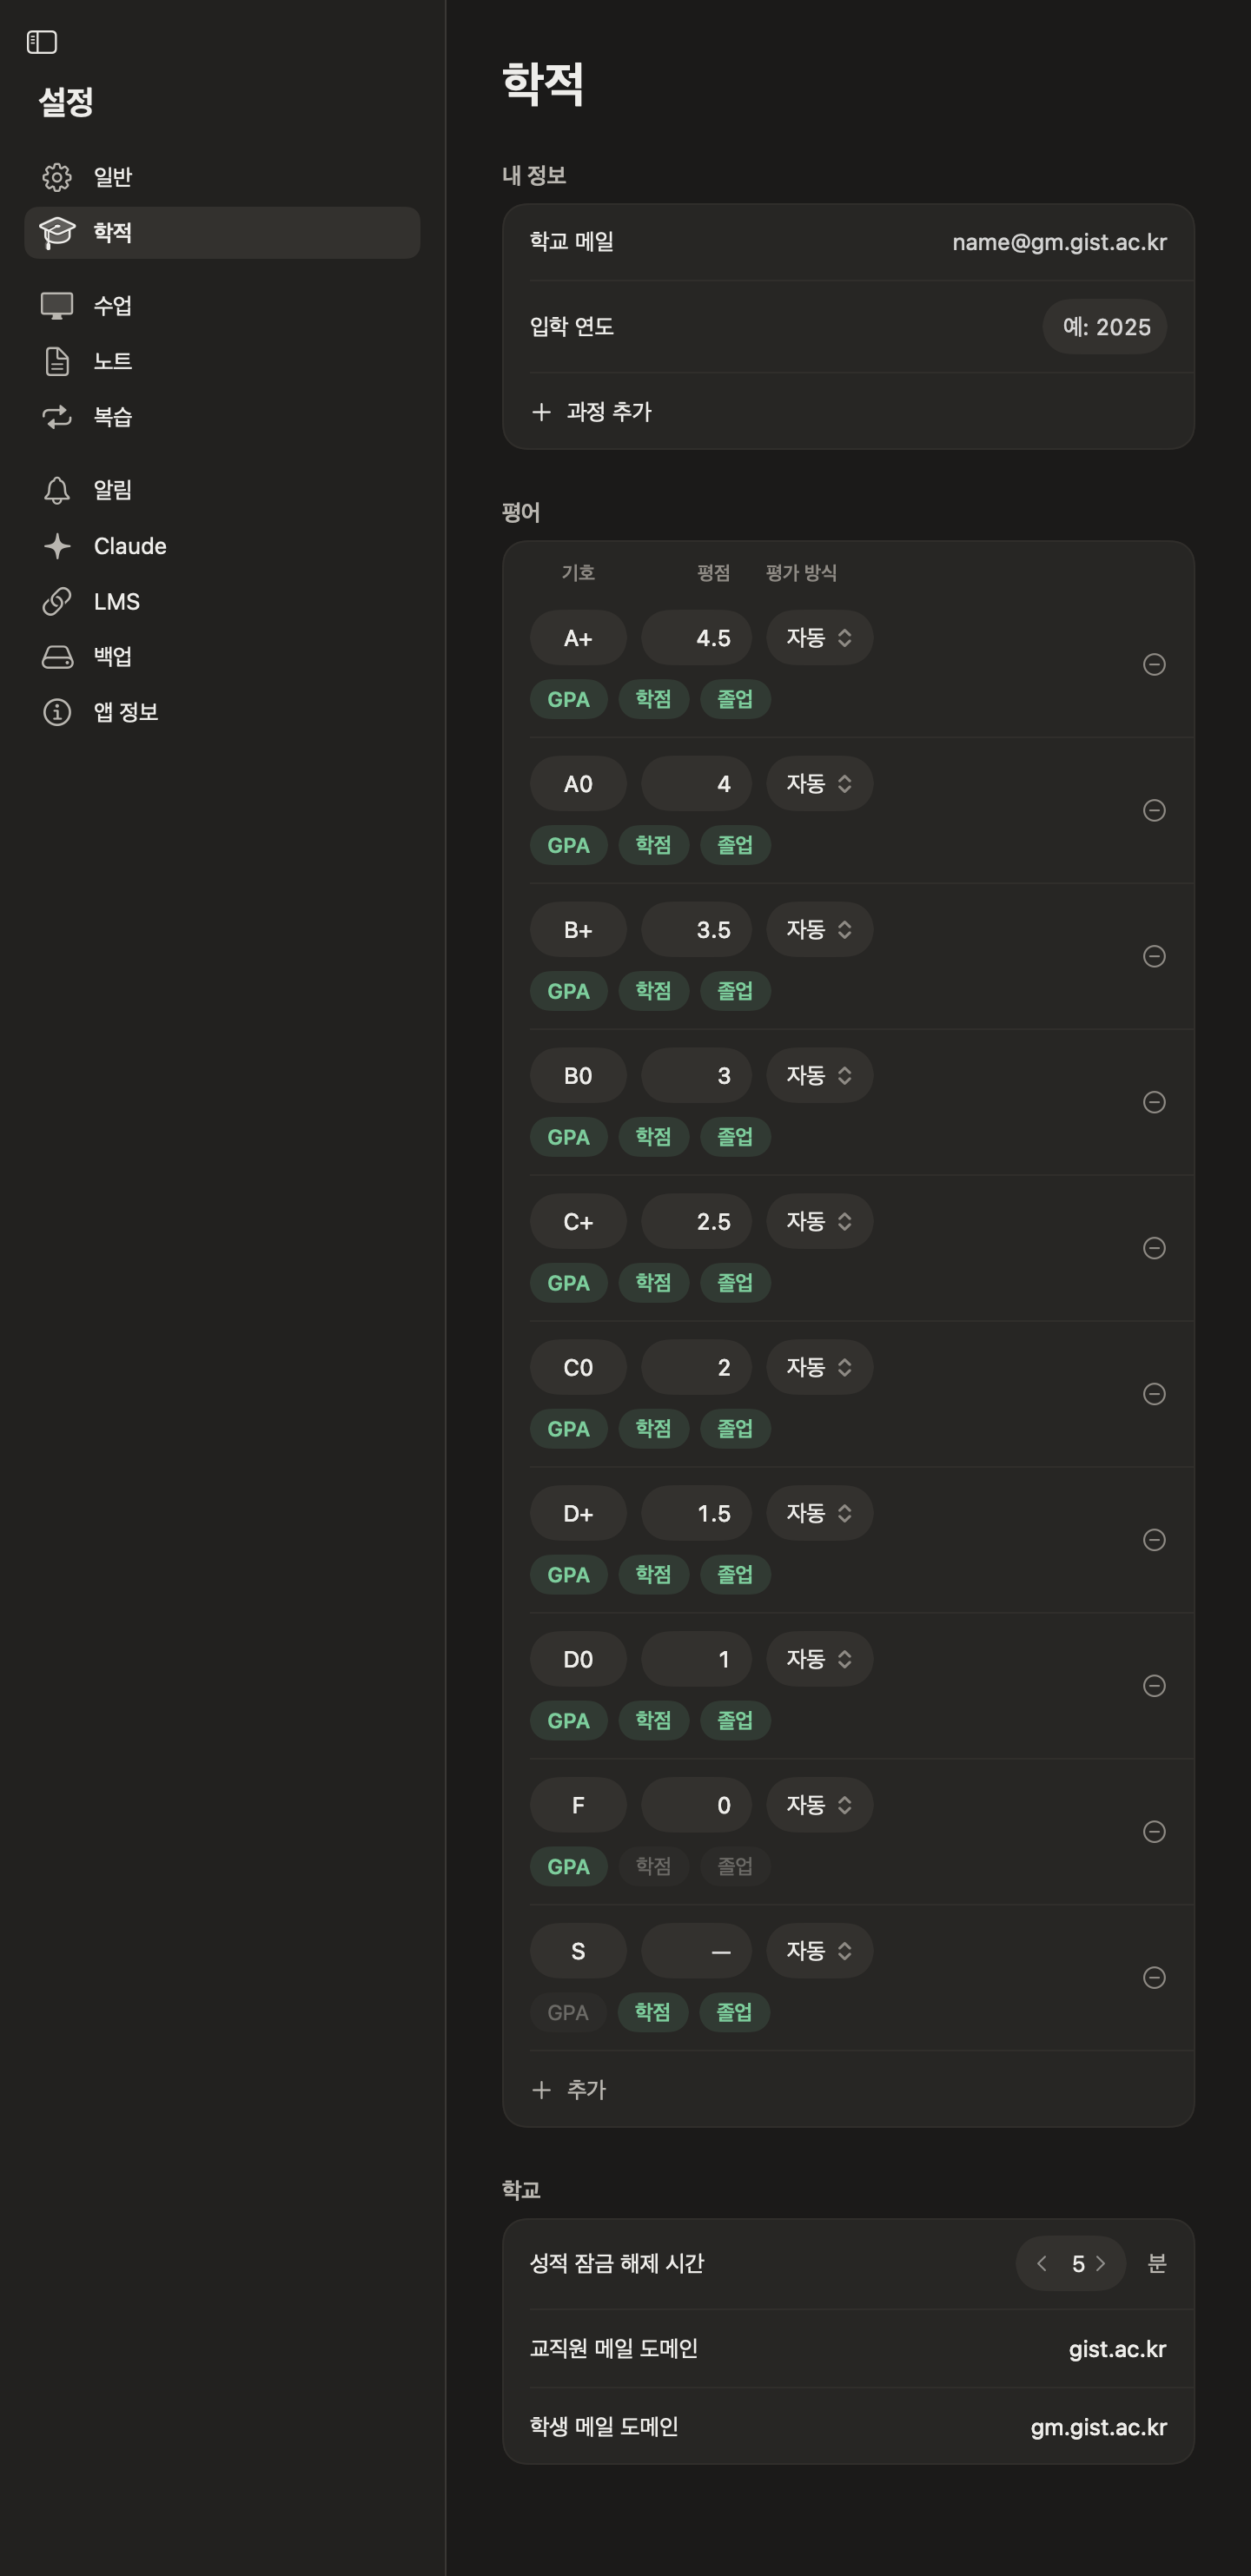 설정
일반
학적
수업
노트
복습
알림
Claude
LMS
백업
앱 정보
학적
내 정보
학교 메일 name@gm.gist.ac.kr
입학 연도 예: 2025
과정 추가
평어
기호 평점 평가 방식
A+ 4.5 자동
GPA 학점 졸업
A0 4 자동
GPA 학점 졸업
B+ 3.5 자동
GPA 학점 졸업
B0 3 자동
GPA 학점 졸업
C+ 2.5 자동
GPA 학점 졸업
C0 2 자동
GPA 학점 졸업
D+ 1.5 자동
GPA 학점 졸업
D0 1 자동
GPA 학점 졸업
F 0 자동
GPA 학점 졸업
S — 자동
GPA 학점 졸업
추가
학교
성적 잠금 해제 시간 5 분
교직원 메일 도메인 gist.ac.kr
학생 메일 도메인 gm.gist.ac.kr